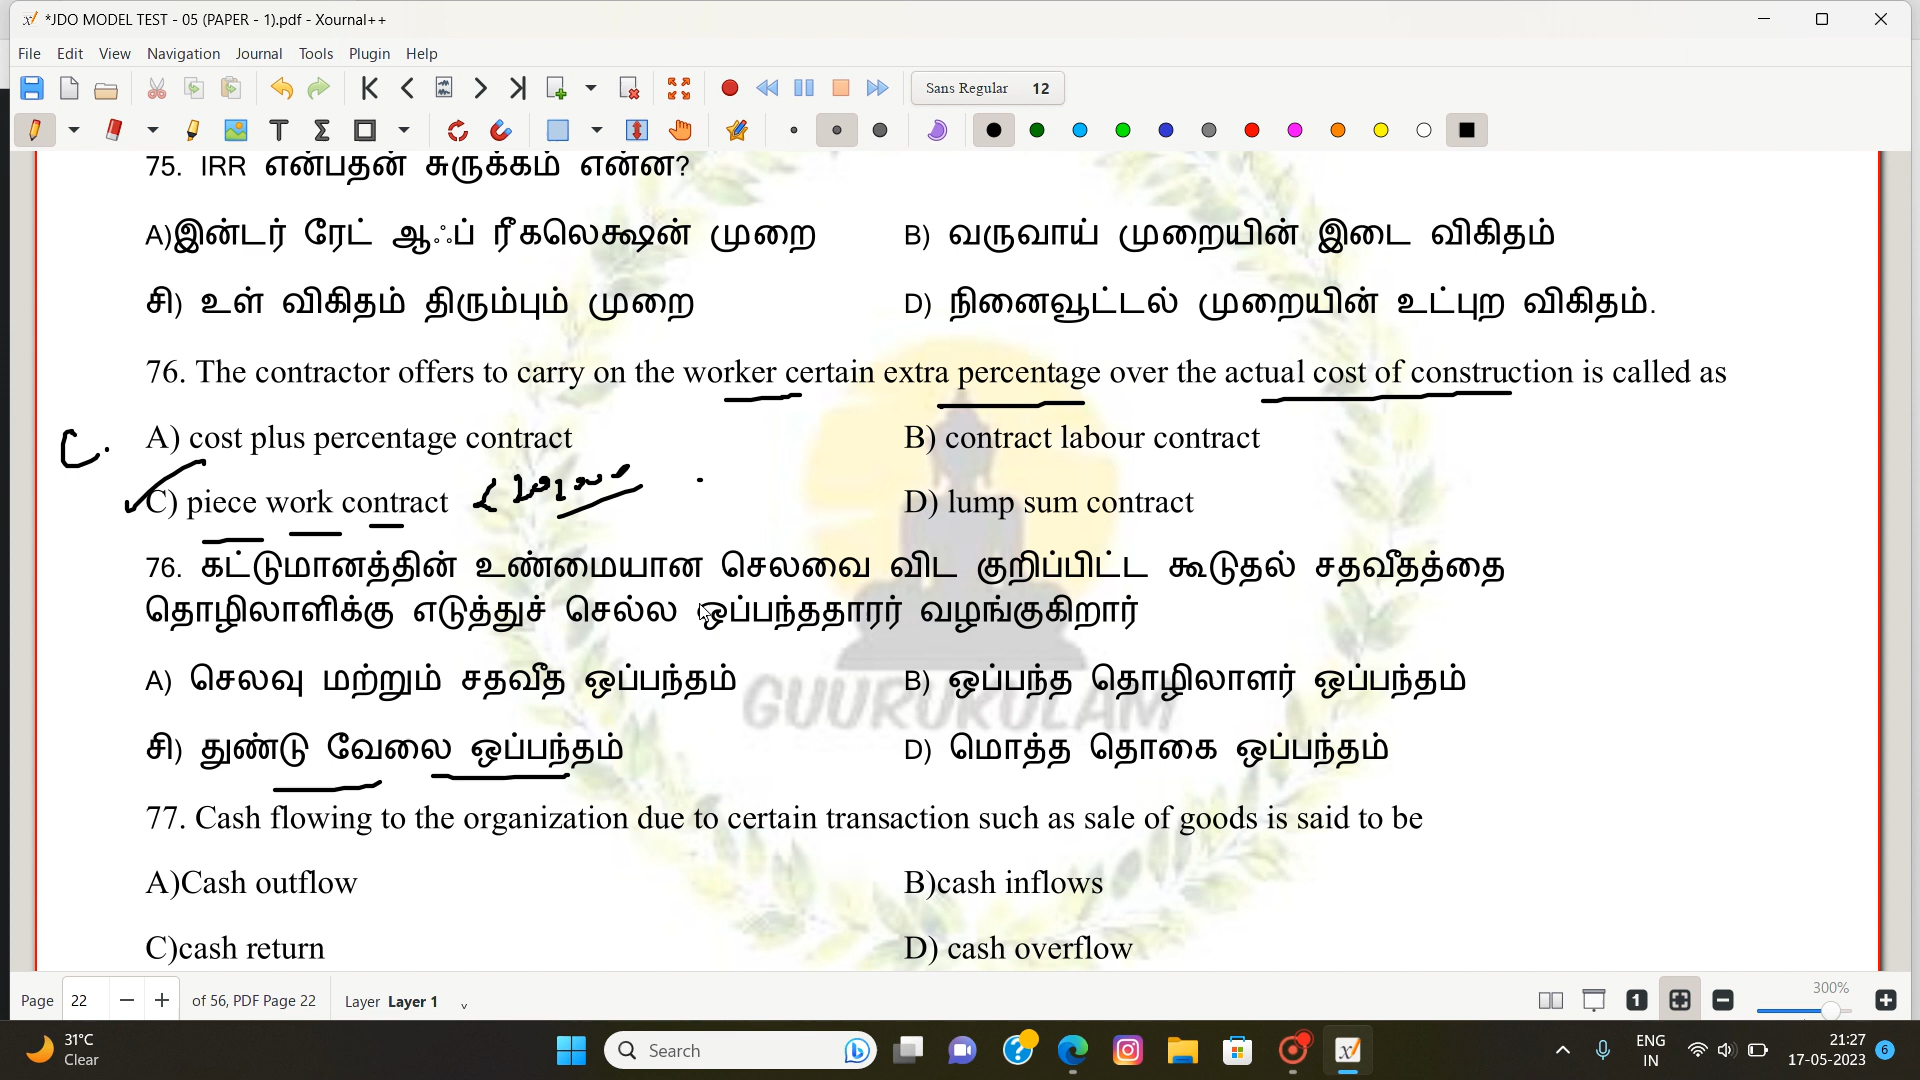 *JDO MODEL TEST - 05 (PAPER - 1).pdf - Xournal++
File Edit View Navigation Journal Tools Plugin Help
Sans Regular 12
75. IRR என்பதன் சுருக்கம் என்ன?
A)இன்டர் ரேட் ஆஃப் ரீகலெக்ஷன் முறை B) வருவாய் முறையின் இடை விகிதம்
சி) உள் விகிதம் திரும்பும் முறை D) நினைவூட்டல் முறையின் உட்புற விகிதம்.
76. The contractor offers to carry on the worker certain extra percentage over the actual cost of construction is called as
C.
A) cost plus percentage contract B) contract labour contract
C) piece work contract D) lump sum contract
76. கட்டுமானத்தின் உண்மையான செலவை விட குறிப்பிட்ட கூடுதல் சதவீதத்தை
தொழிலாளிக்கு எடுத்துச் செல்ல ஒப்பந்ததாரர் வழங்குகிறார்
A) செலவு மற்றும் சதவீத ஒப்பந்தம் B) ஒப்பந்த தொழிலாளர் ஒப்பந்தம்
சி) துண்டு வேலை ஒப்பந்தம் D) மொத்த தொகை ஒப்பந்தம்
GUURUKULAM
77. Cash flowing to the organization due to certain transaction such as sale of goods is said to be
A)Cash outflow B)cash inflows
C)cash return D) cash overflow
Page 22 of 56, PDF Page 22 Layer Layer 1 300%
31°C
Clear
Search
ENG
IN
21:27
17-05-2023
6